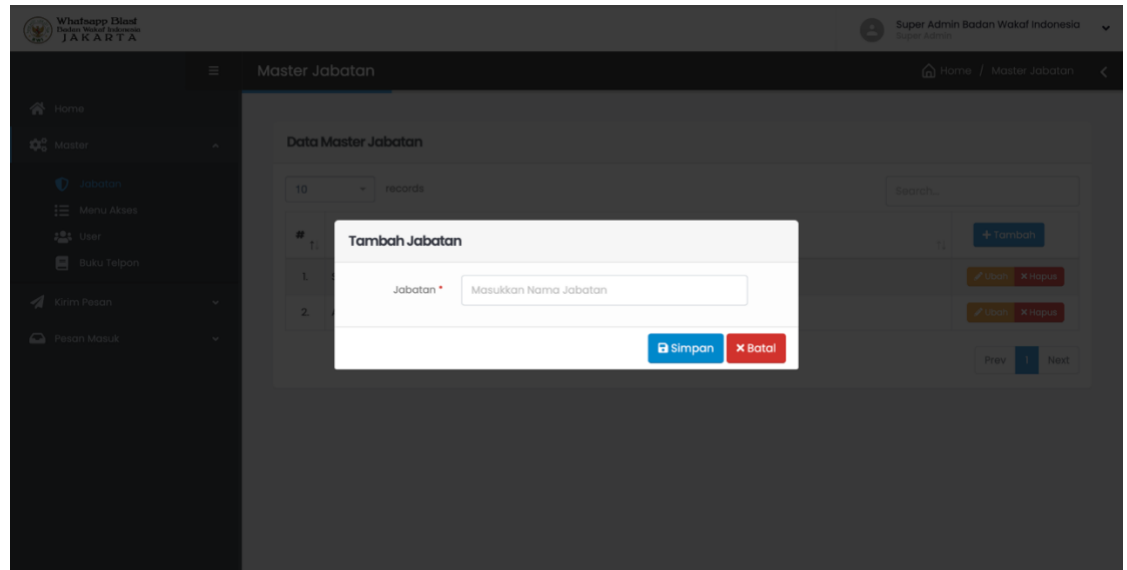 Whatsapp Blast
Badan Wakaf Indonesia
JAKARTA
Super Admin Badan Wakaf Indonesia
Super Admin
Master Jabatan
Home / Master Jabatan
Home
Master
Jabatan
Menu Akses
User
Buku Telpon
Kirim Pesan
Pesan Masuk
Data Master Jabatan
10 records
Search...
#
+ Tambah
1.
Ubah
Hapus
2.
Ubah
Hapus
Prev 1 Next
Tambah Jabatan
Jabatan *
Masukkan Nama Jabatan
Simpan
Batal